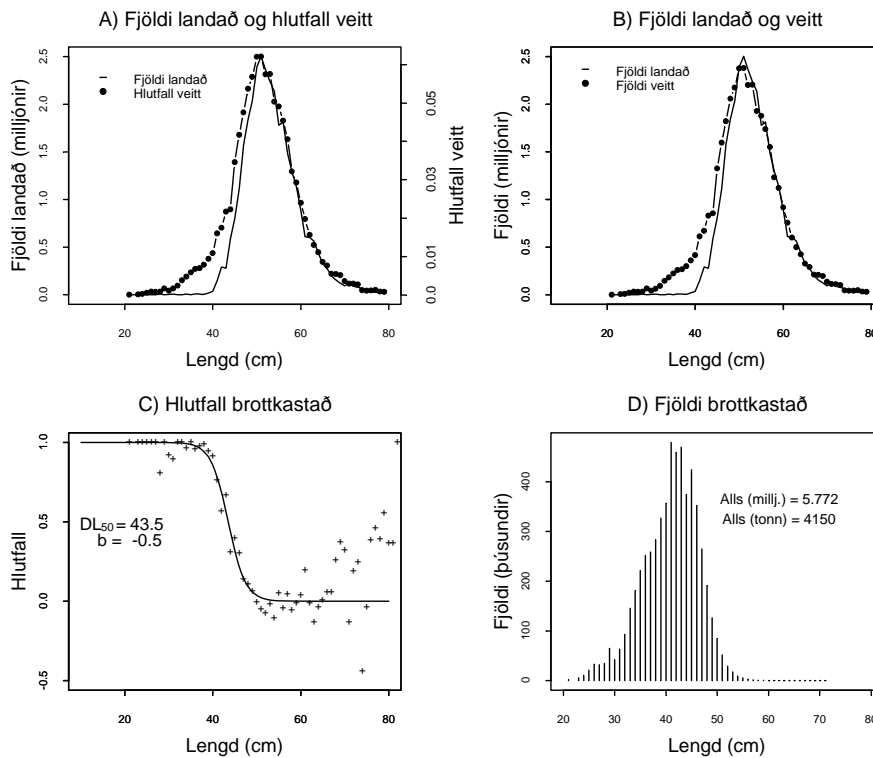 A) Fjöldi landað og hlutfall veitt
Fjöldi landað (milljónir)
2.5
2.0
1.5
1.0
0.5
0.0
Fjöldi landað
Hlutfall veitt
0.05
0.03
0.01
0.0
Hlutfall veitt
20 40 60 80
Lengd (cm)
B) Fjöldi landað og veitt
Fjöldi (milljónir)
2.5
2.0
1.5
1.0
0.5
0.0
Fjöldi landað
Fjöldi veitt
20 40 60 80
Lengd (cm)
C) Hlutfall brottkastað
Hlutfall
1.0
0.5
0.0
-0.5
DL50 = 43.5
b = -0.5
20 40 60 80
Lengd (cm)
D) Fjöldi brottkastað
Fjöldi (þúsundir)
400
300
200
100
0
Alls (millj.) = 5.772
Alls (tonn) = 4150
20 30 40 50 60 70 80
Lengd (cm)